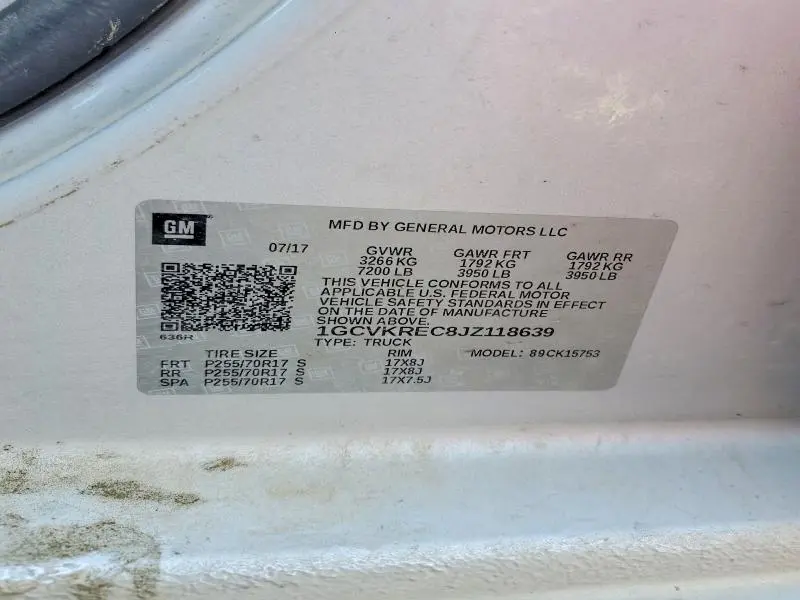 GM
MFD BY GENERAL MOTORS LLC
07/17 GVWR GAWR FRT GAWR RR
3266 KG 1792 KG 1792 KG
7200 LB 3950 LB 3950 LB
THIS VEHICLE CONFORMS TO ALL
APPLICABLE U.S. FEDERAL MOTOR
VEHICLE SAFETY STANDARDS IN EFFECT
ON THE DATE OF MANUFACTURE
SHOWN ABOVE.
1GCVKREC8JZ118639
636R
TYPE: TRUCK
TIRE SIZE RIM MODEL: 89CK15753
FRT P255/70R17 S 17X8J
RR P255/70R17 S 17X8J
SPA P255/70R17 S 17X7.5J